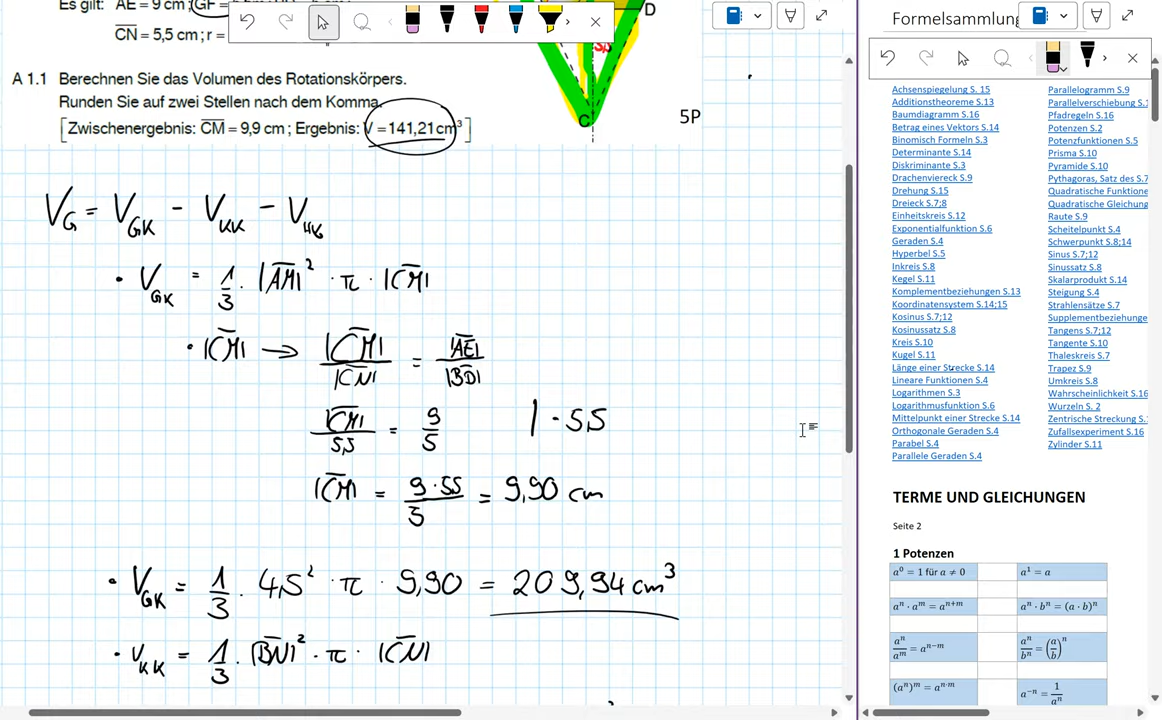 Es gilt: AE = 9 cm; GF =
CN = 5,5 cm; r =
D
C
A 1.1 Berechnen Sie das Volumen des Rotationskörpers.
Runden Sie auf zwei Stellen nach dem Komma.
[Zwischenergebnis: CM = 9,9 cm; Ergebnis: V = 141,21 cm³]
5P
V_G = V_GK - V_KK - V_HK
• V_GK = 1/3 · |AM|² · π · |CM|
• |CM| → |CM|/|CN| = |AE|/|BD|
|CM|/5,5 = 9/5 | · 5,5
|CM| = 9·5,5/5 = 9,90 cm
• V_GK = 1/3 · 4,5² · π · 9,90 = 209,94 cm³
• V_KK = 1/3 · |BN|² · π · |CN|
Formelsammlung
Achsenspiegelung S. 15
Additionstheoreme S.13
Baumdiagramm S.16
Betrag eines Vektors S.14
Binomisch Formeln S.3
Determinante S.14
Diskriminante S.3
Drachenviereck S.9
Drehung S.15
Dreieck S.7;8
Einheitskreis S.12
Exponentialfunktion S.6
Geraden S.4
Hyperbel S.5
Inkreis S.8
Kegel S.11
Komplementbeziehungen S.13
Koordinatensystem S.14;15
Kosinus S.7;12
Kosinussatz S.8
Kreis S.10
Kugel S.11
Länge einer Strecke S.14
Lineare Funktionen S.4
Logarithmen S.3
Logarithmusfunktion S.6
Mittelpunkt einer Strecke S.14
Orthogonale Geraden S.4
Parabel S.4
Parallele Geraden S.4
Parallelogramm S.9
Parallelverschiebung S.
Pfadregeln S.16
Potenzen S.2
Potenzfunktionen S.5
Prisma S.10
Pyramide S.10
Pythagoras, Satz des S.7
Quadratische Funktione
Quadratische Gleichung
Raute S.9
Scheitelpunkt S.4
Schwerpunkt S.8;14
Sinus S.7;12
Sinussatz S.8
Skalarprodukt S.14
Steigung S.4
Strahlensätze S.7
Supplementbeziehunge
Tangens S.7;12
Tangente S.10
Thaleskreis S.7
Trapez S.9
Umkreis S.8
Wahrscheinlichkeit S.16
Wurzeln S. 2
Zentrische Streckung S.
Zufallsexperiment S.16
Zylinder S.11
TERME UND GLEICHUNGEN
Seite 2
1 Potenzen
a⁰ = 1 für a ≠ 0 a¹ = a
aⁿ · aᵐ = aⁿ⁺ᵐ aⁿ · bⁿ = (a · b)ⁿ
aⁿ/aᵐ = aⁿ⁻ᵐ aⁿ/bⁿ = (a/b)ⁿ
(aᵐ)ⁿ = aⁿ·ᵐ a⁻ⁿ = 1/aⁿ